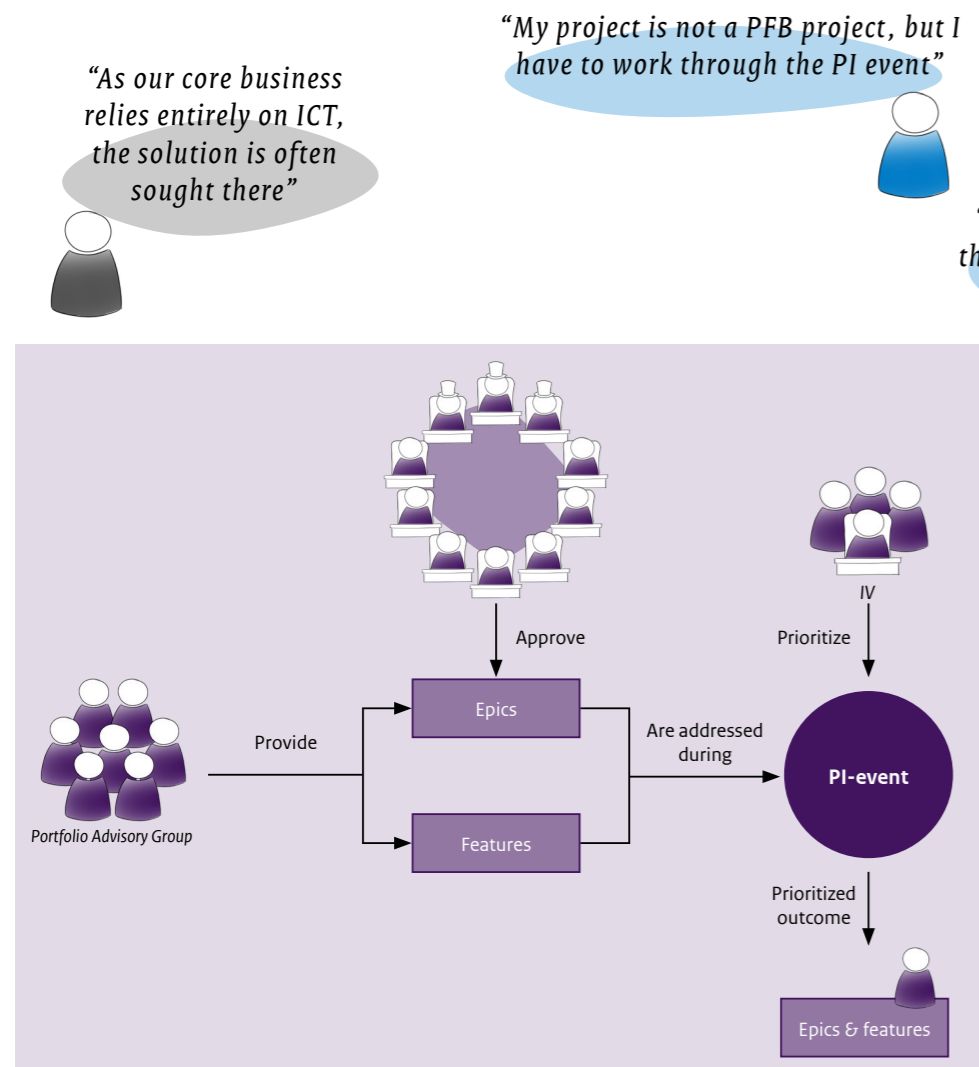 “My project is not a PFB project, but I
have to work through the PI event”
“As our core business
relies entirely on ICT,
the solution is often
sought there”
IV
Approve
Prioritize
Epics
Provide
Are addressed
during
PI-event
Portfolio Advisory Group
Features
Prioritized
outcome
Epics & features